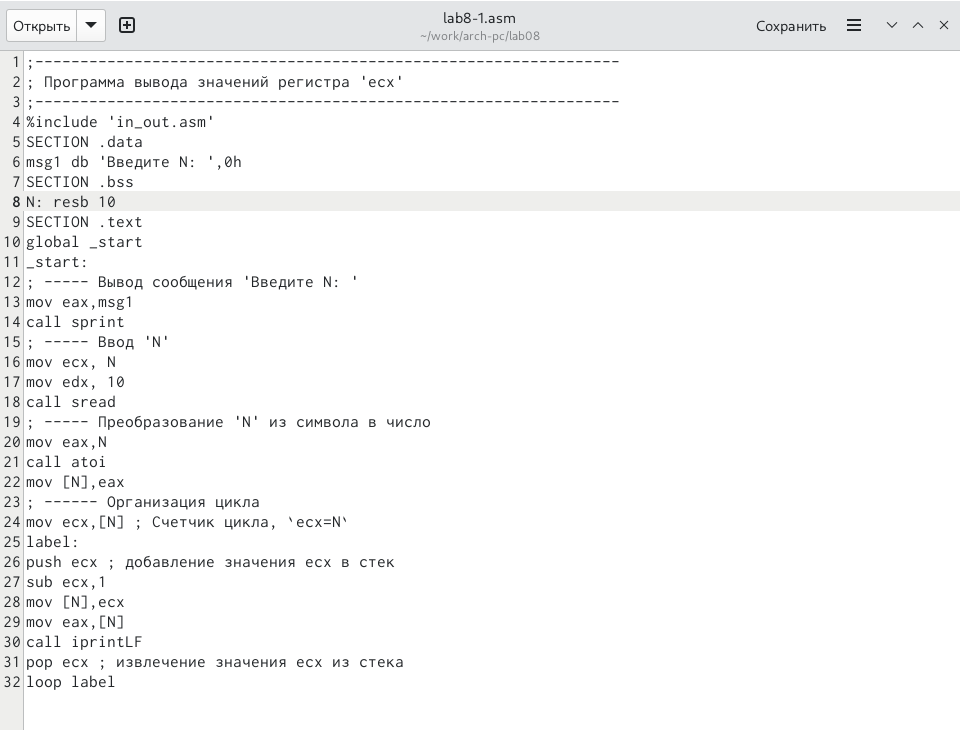 Открыть
lab8-1.asm
~/work/arch-pc/lab08
Сохранить
1 ;-----------------------------------------------------------------
2 ; Программа вывода значений регистра 'ecx'
3 ;-----------------------------------------------------------------
4 %include 'in_out.asm'
5 SECTION .data
6 msg1 db 'Введите N: ',0h
7 SECTION .bss
8 N: resb 10
9 SECTION .text
10 global _start
11 _start:
12 ; ----- Вывод сообщения 'Введите N: '
13 mov eax,msg1
14 call sprint
15 ; ----- Ввод 'N'
16 mov ecx, N
17 mov edx, 10
18 call sread
19 ; ----- Преобразование 'N' из символа в число
20 mov eax,N
21 call atoi
22 mov [N],eax
23 ; ------ Организация цикла
24 mov ecx,[N] ; Счетчик цикла, `ecx=N`
25 label:
26 push ecx ; добавление значения ecx в стек
27 sub ecx,1
28 mov [N],ecx
29 mov eax,[N]
30 call iprintLF
31 pop ecx ; извлечение значения ecx из стека
32 loop label